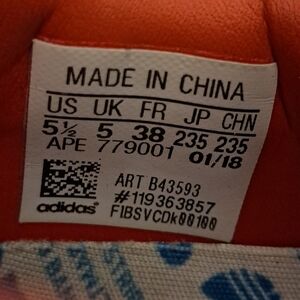 MADE IN CHINA
US UK FR JP CHN
5½ 5 38 235 235
APE 779001 01/18
ART B43593
#119363857
adidas
FIBSVCDk00100